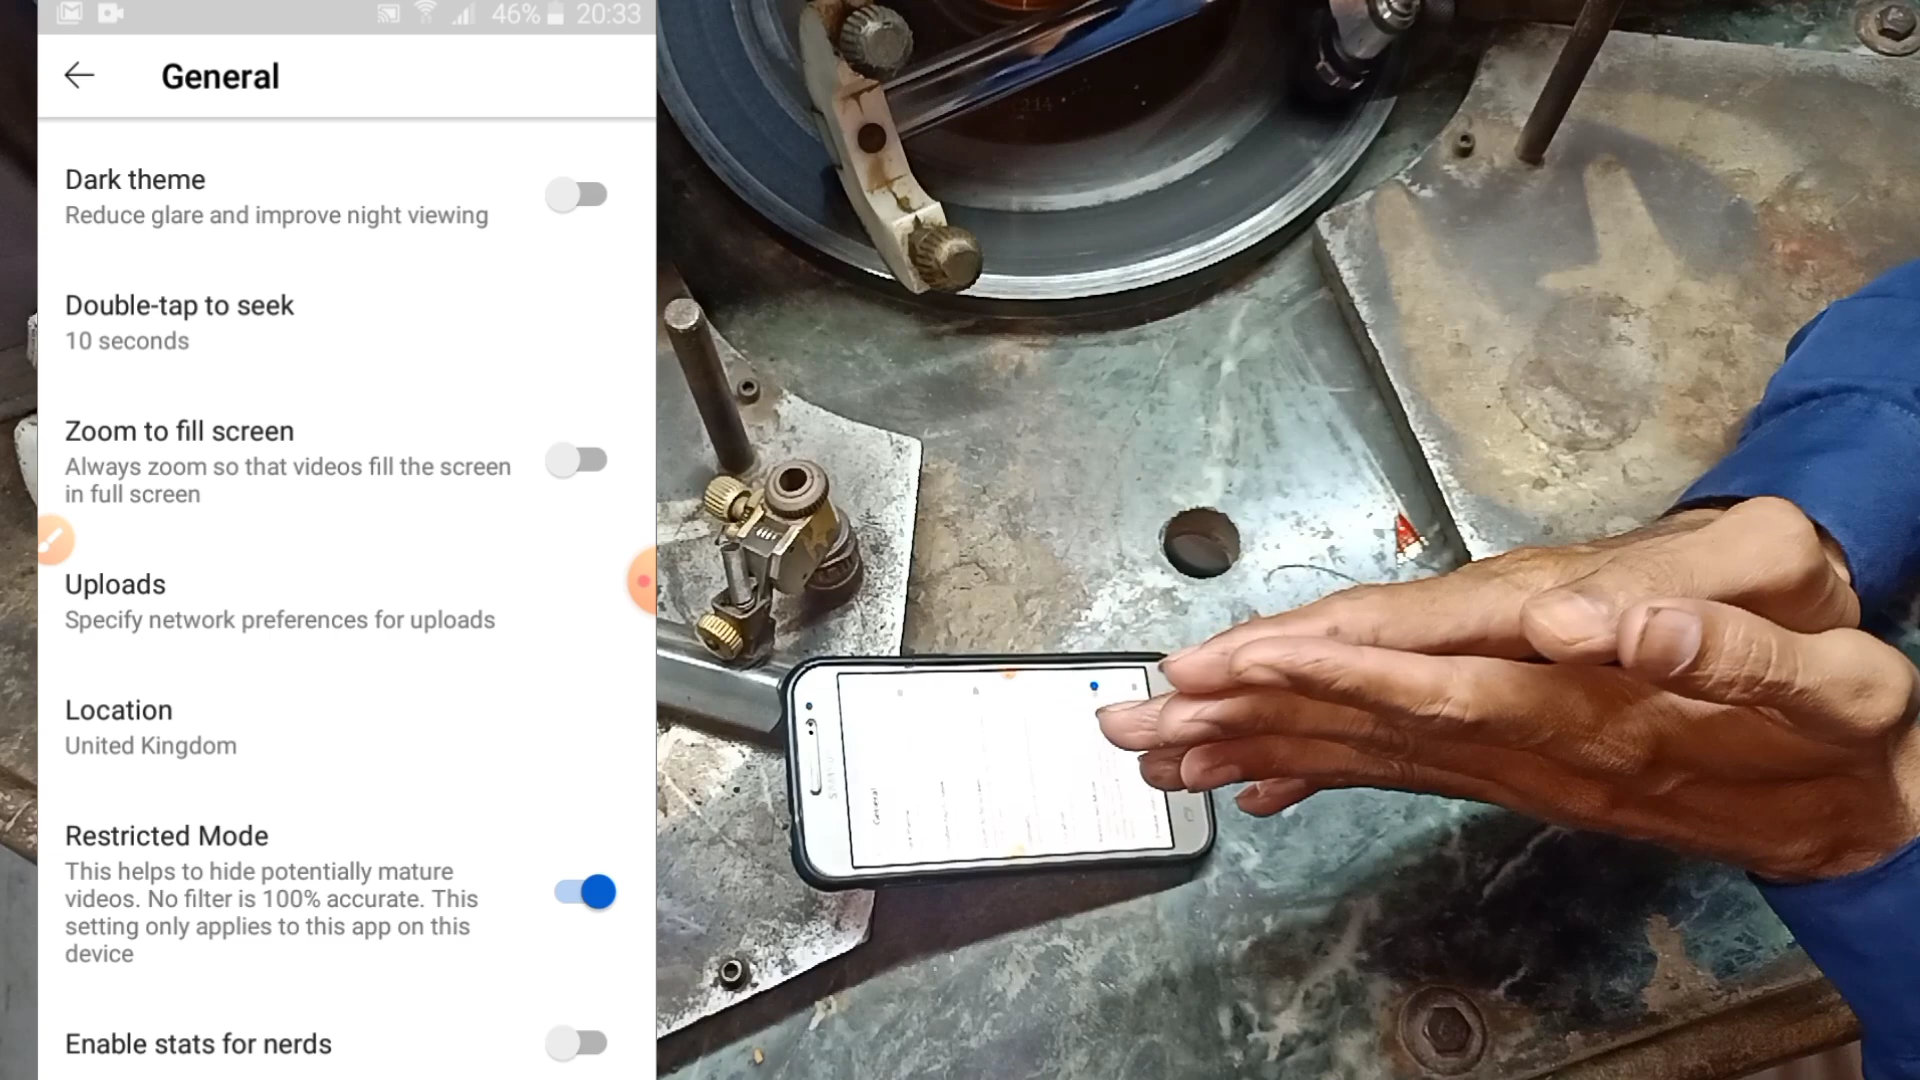 46% 20:33
General
Dark theme
Reduce glare and improve night viewing
Double-tap to seek
10 seconds
Zoom to fill screen
Always zoom so that videos fill the screen
in full screen
Uploads
Specify network preferences for uploads
Location
United Kingdom
Restricted Mode
This helps to hide potentially mature
videos. No filter is 100% accurate. This
setting only applies to this app on this
device
Enable stats for nerds
General